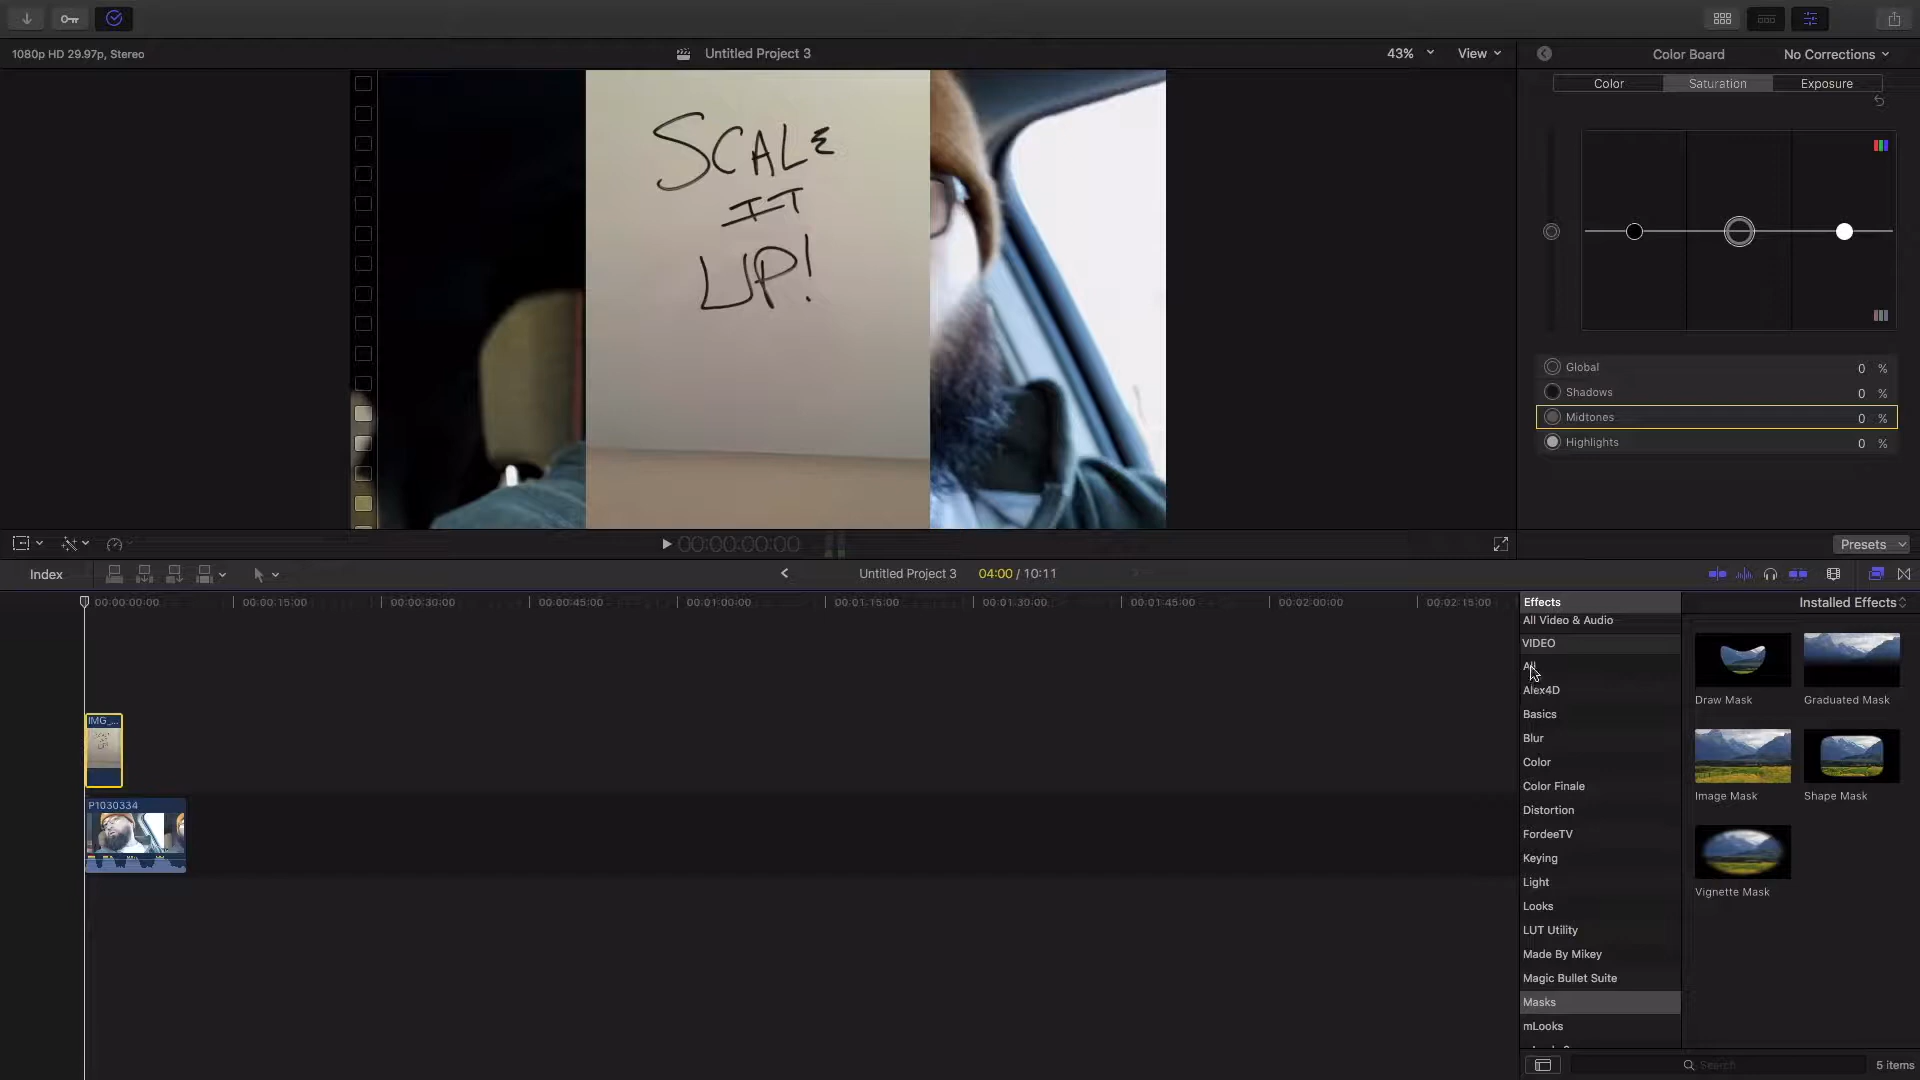 1080p HD 29.97p, Stereo
Untitled Project 3
43%
View
Color Board
No Corrections
Color
Saturation
Exposure
SCALE
IT
UP!
Global 0 %
Shadows 0 %
Midtones 0 %
Highlights 0 %
00:00:00:00
Presets
Index
Untitled Project 3
04:00 / 10:11
00:00:00:00
00:00:15:00
00:00:30:00
00:00:45:00
00:01:00:00
00:01:15:00
00:01:30:00
00:01:45:00
00:02:00:00
00:02:15:00
Effects
Installed Effects
All Video & Audio
VIDEO
All
Alex4D
Basics
Blur
Color
Color Finale
Distortion
FordeeTV
Keying
Light
Looks
LUT Utility
Made By Mikey
Magic Bullet Suite
Masks
mLooks
Draw Mask
Graduated Mask
Image Mask
Shape Mask
Vignette Mask
IMG_...
P1030334
Search
5 items